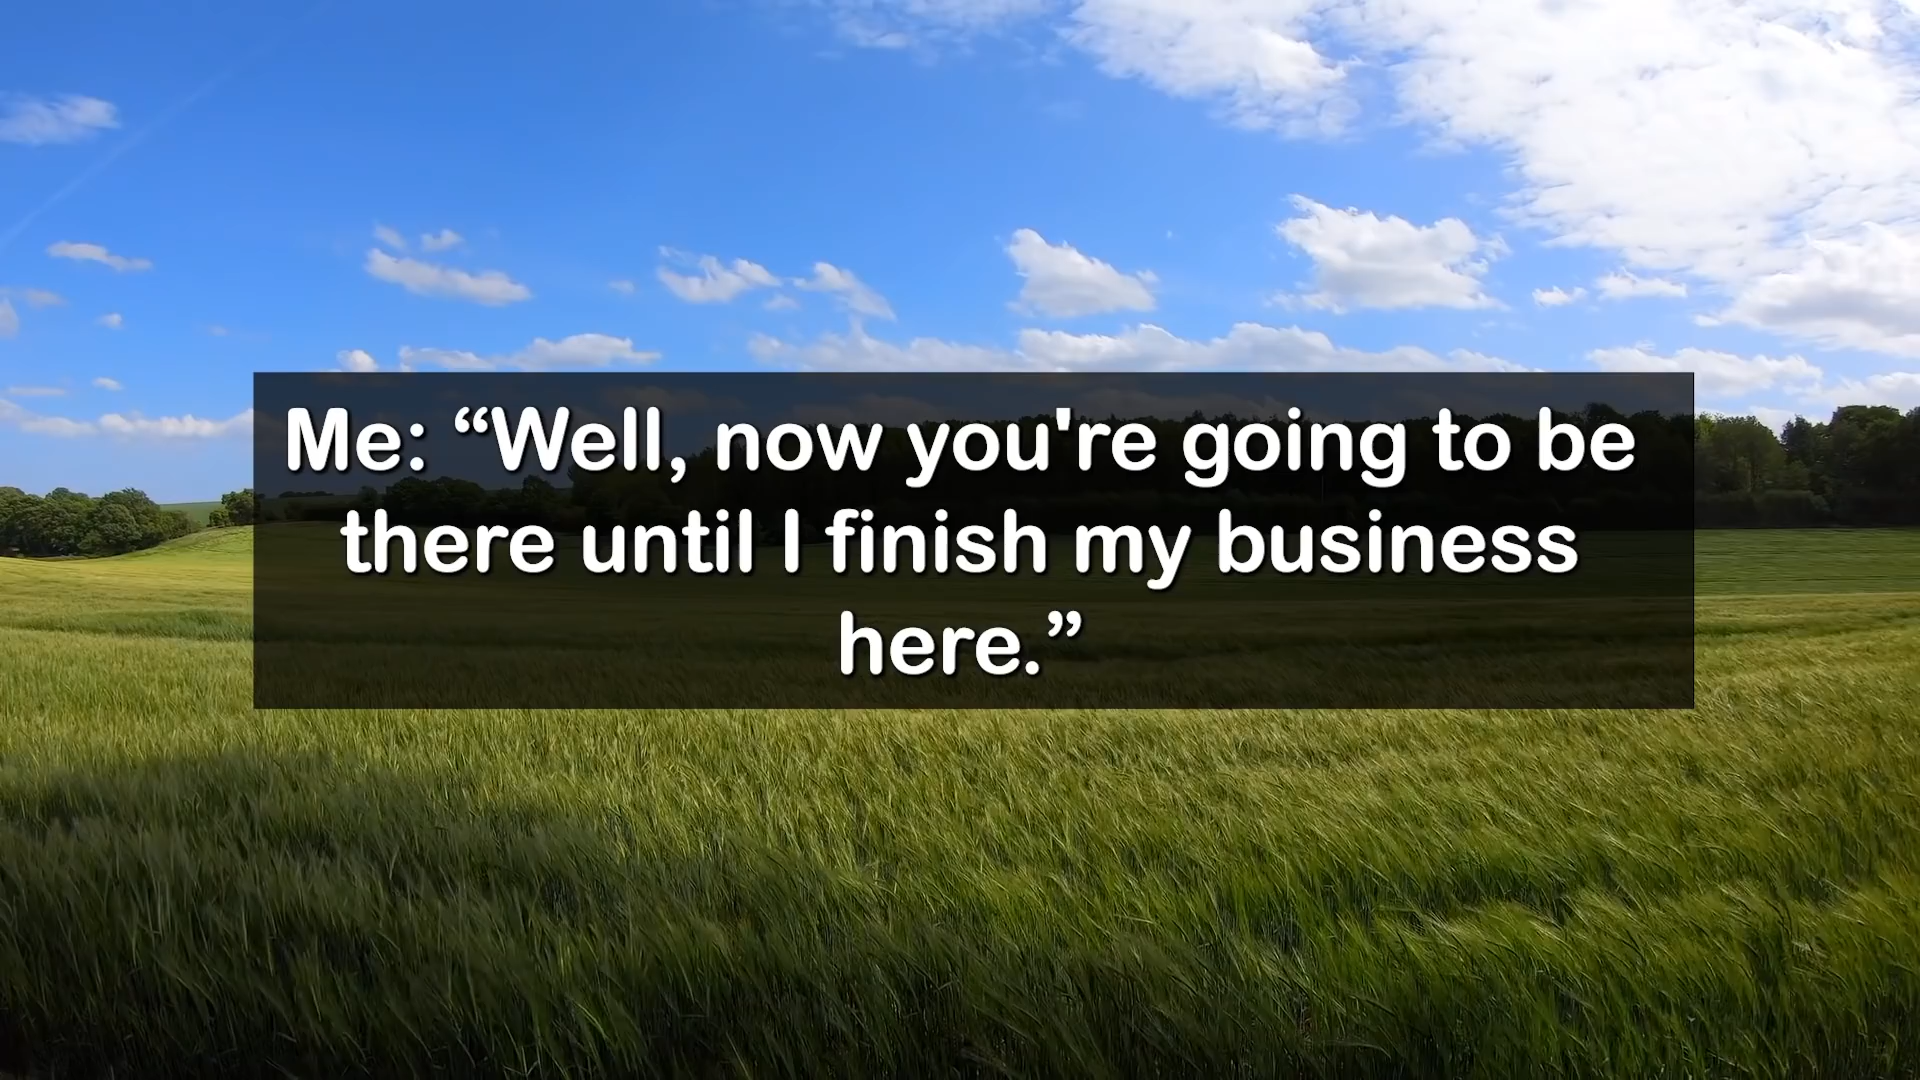 Me: “Well, now you're going to be
there until I finish my business
here.”